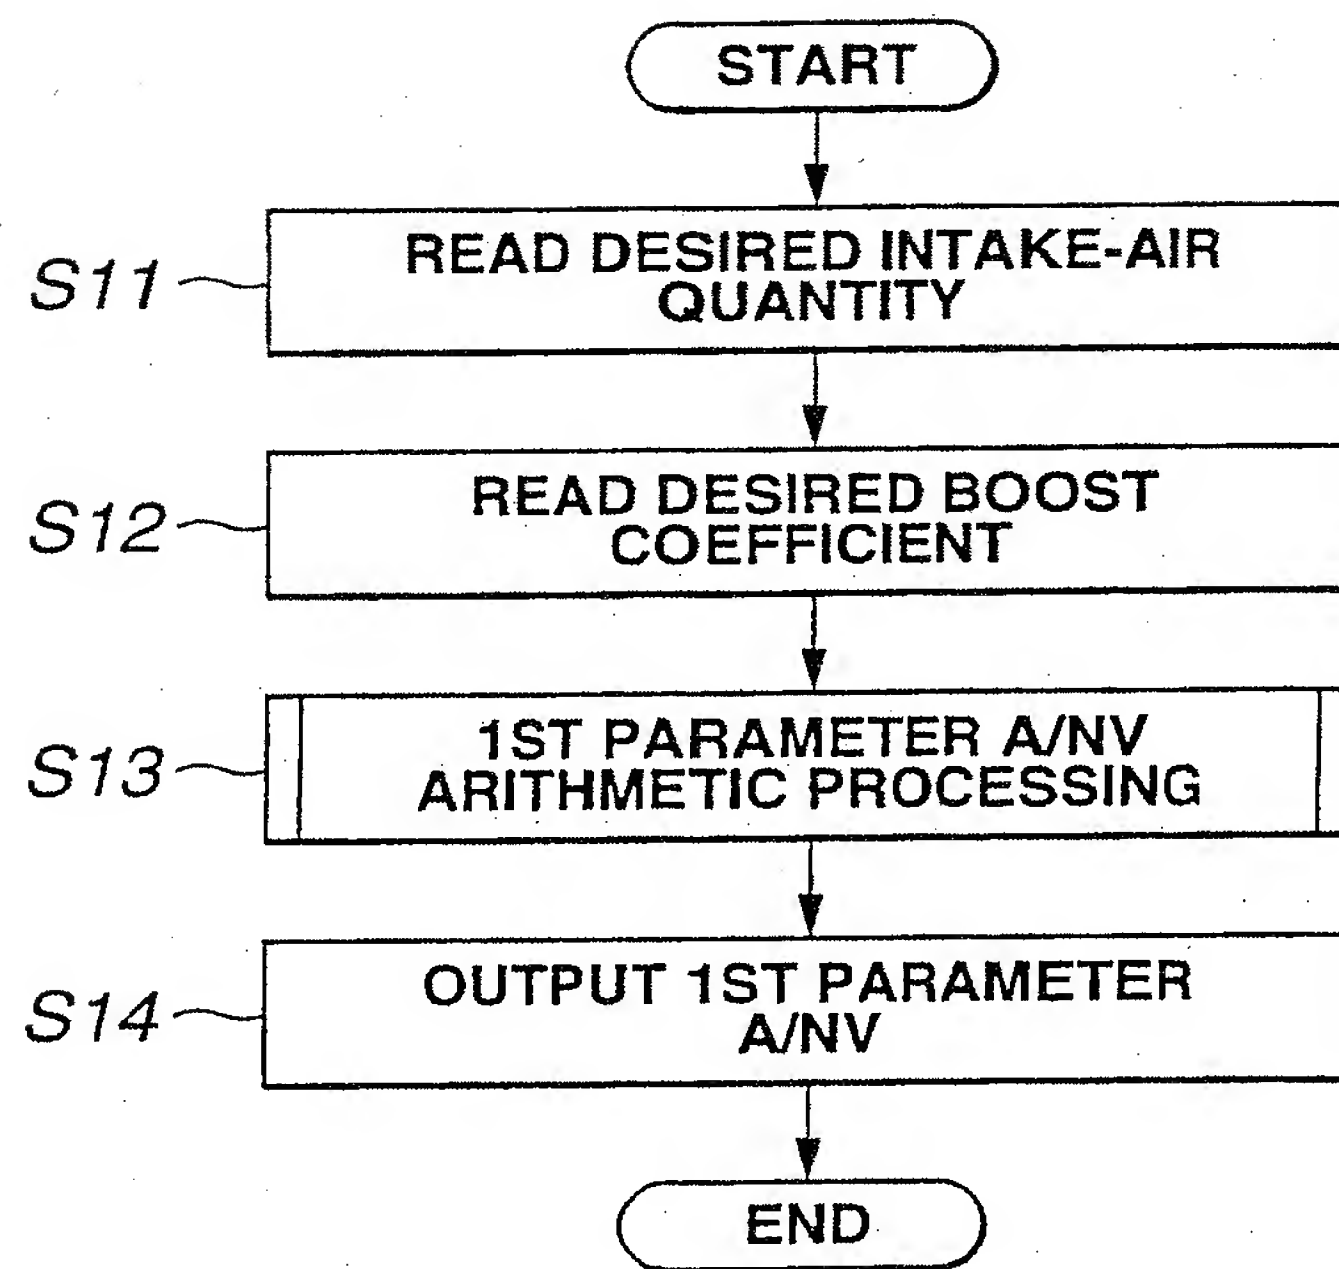 START
S11
READ DESIRED INTAKE-AIR
QUANTITY
S12
READ DESIRED BOOST
COEFFICIENT
S13
1ST PARAMETER A/NV
ARITHMETIC PROCESSING
S14
OUTPUT 1ST PARAMETER
A/NV
END